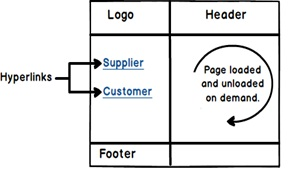 Logo
Header
Hyperlinks
Supplier
Customer
Page loaded
and unloaded
on demand.
Footer